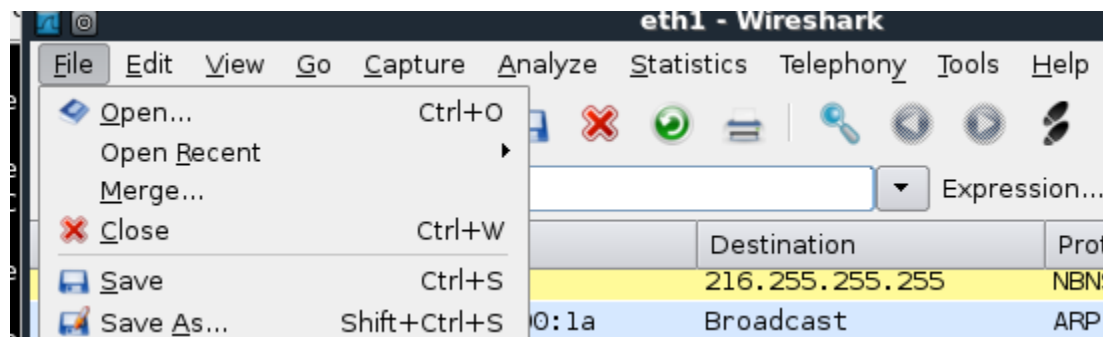 eth1 - Wireshark
File Edit View Go Capture Analyze Statistics Telephony Tools Help
Open... Ctrl+O
Open Recent
Merge...
Expression...
Close Ctrl+W
Destination
Save Ctrl+S
216.255.255.255
Save As... Shift+Ctrl+S
0:1a Broadcast ARP